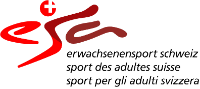 esa
erwachsenensport schweiz
sport des adultes suisse
sport per gli adulti svizzera